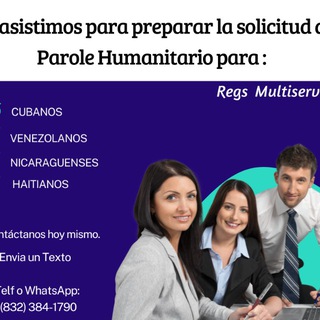 asistimos para preparar la solicitud
Parole Humanitario para :
Regs Multiserv
CUBANOS
VENEZOLANOS
NICARAGUENSES
HAITIANOS
ntáctanos hoy mismo.
Envia un Texto
Telf o WhatsApp:
(832) 384-1790